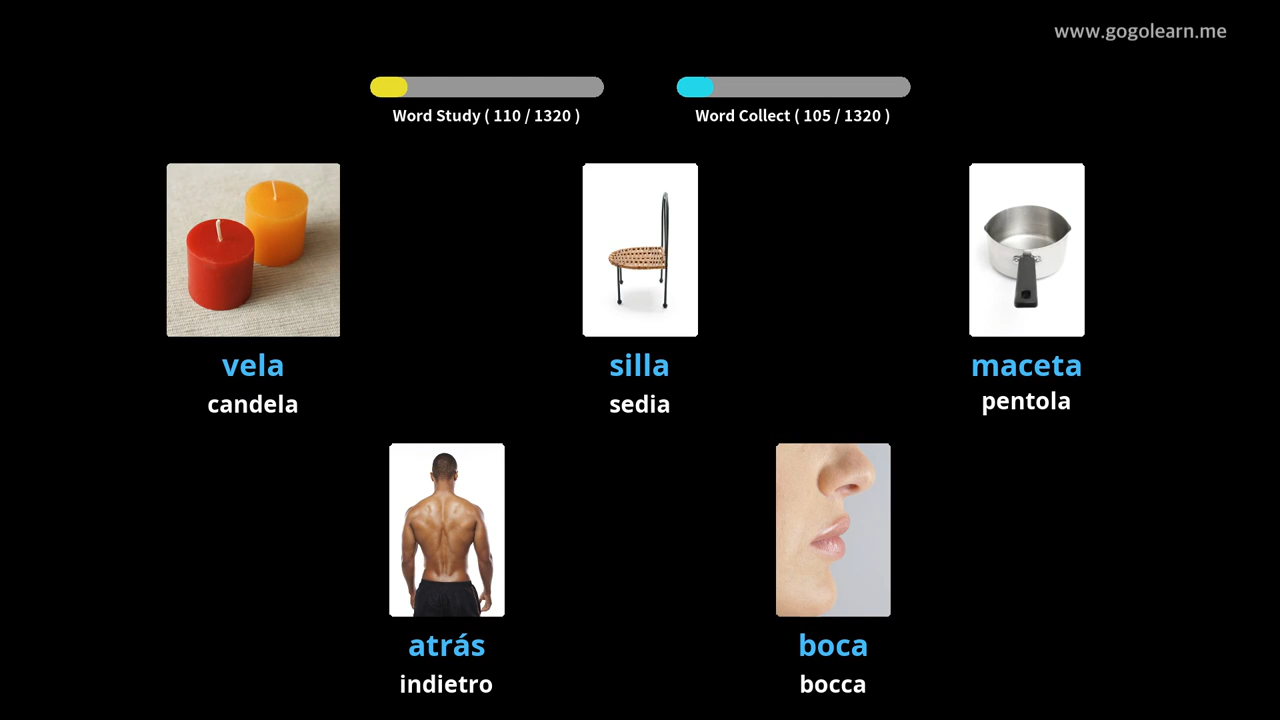 www.gogolearn.me
Word Study ( 110 / 1320 )
Word Collect ( 105 / 1320 )
vela
candela
silla
sedia
maceta
pentola
atrás
indietro
boca
bocca